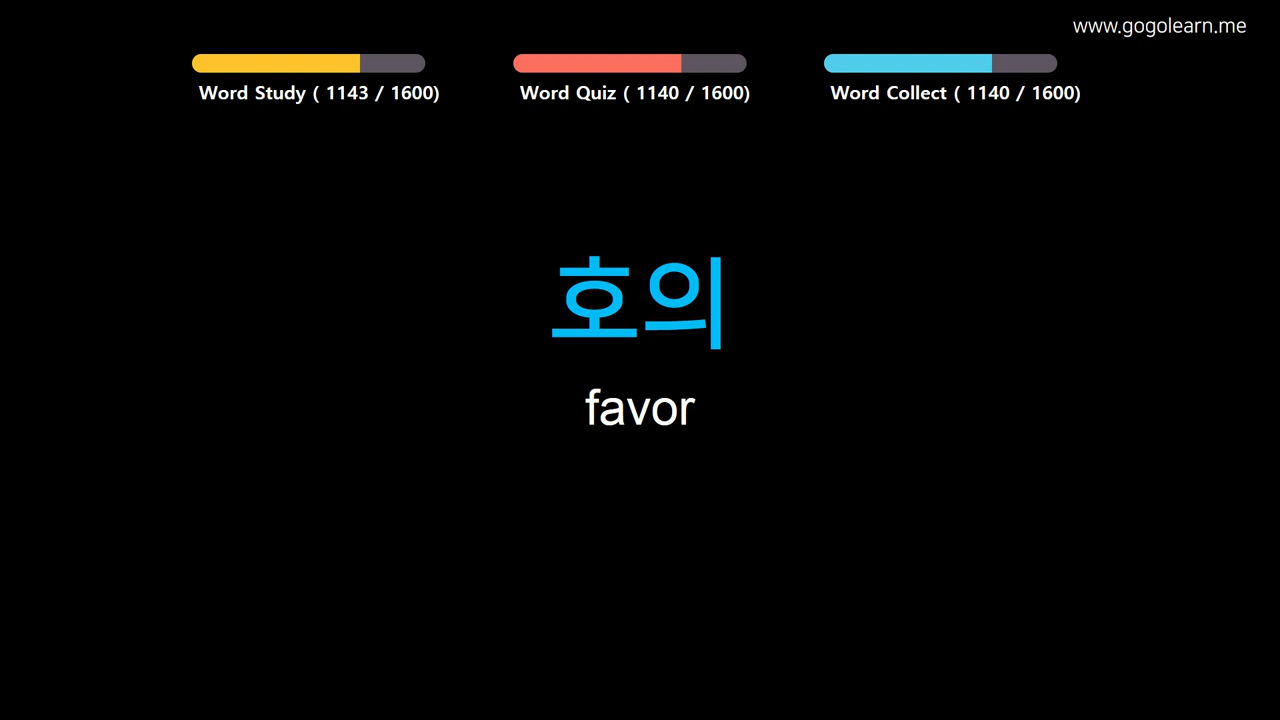 www.gogolearn.me
Word Study ( 1143 / 1600)
Word Quiz ( 1140 / 1600)
Word Collect ( 1140 / 1600)
호의
favor